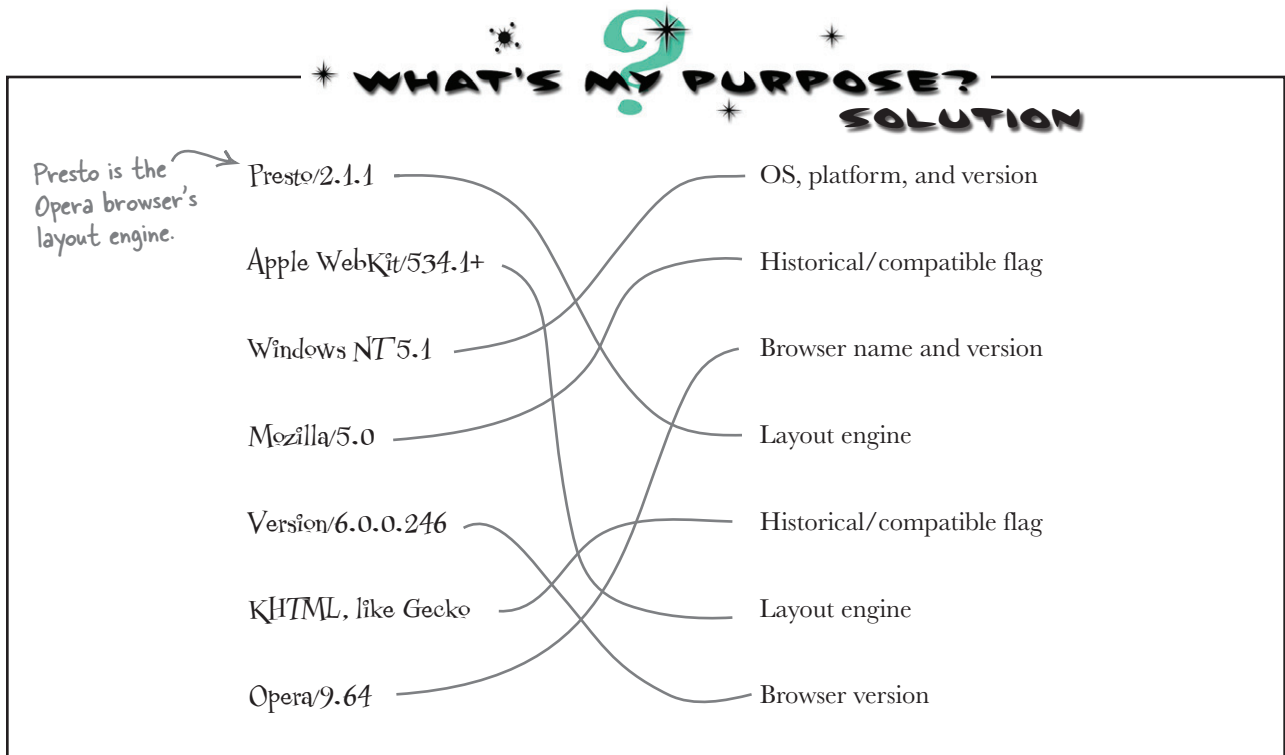 WHAT'S MY PURPOSE?
SOLUTION
Presto is the
Opera browser's
layout engine.
Presto/2.1.1
OS, platform, and version
Apple WebKit/534.1+
Historical/compatible flag
Windows NT 5.1
Browser name and version
Mozilla/5.0
Layout engine
Version/6.0.0.246
Historical/compatible flag
KHTML, like Gecko
Layout engine
Opera/9.64
Browser version